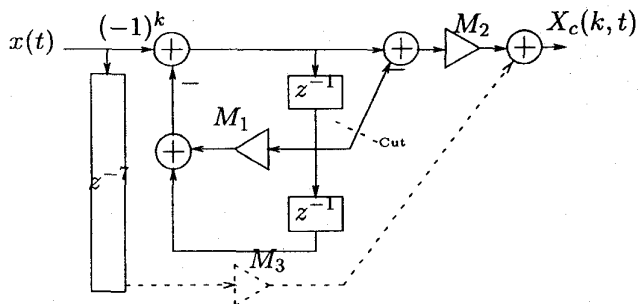 x(t)
(-1)^k
M_2
X_c(k,t)
z^{-1}
M_1
Cut
z^{-7}
z^{-1}
M_3